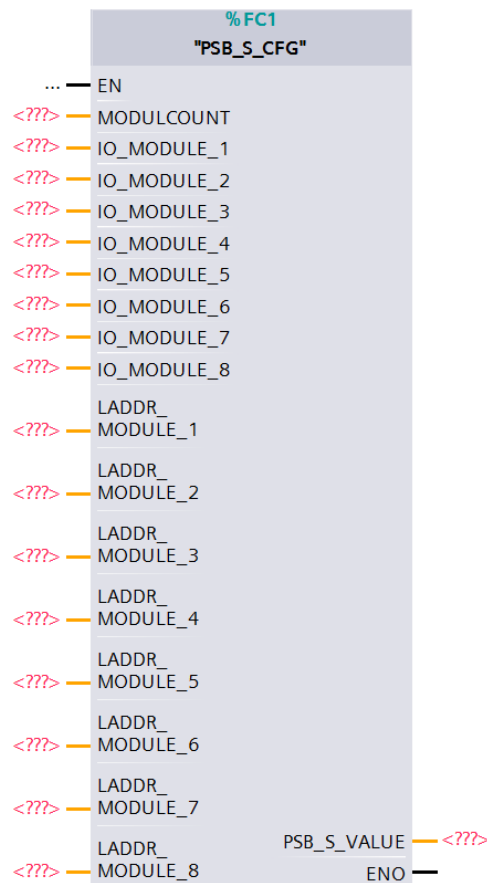 %FC1
"PSB_S_CFG"
... EN
<???> MODULCOUNT
<???> IO_MODULE_1
<???> IO_MODULE_2
<???> IO_MODULE_3
<???> IO_MODULE_4
<???> IO_MODULE_5
<???> IO_MODULE_6
<???> IO_MODULE_7
<???> IO_MODULE_8
LADDR_
<???> MODULE_1
LADDR_
<???> MODULE_2
LADDR_
<???> MODULE_3
LADDR_
<???> MODULE_4
LADDR_
<???> MODULE_5
LADDR_
<???> MODULE_6
LADDR_
<???> MODULE_7
PSB_S_VALUE <???>
LADDR_
<???> MODULE_8 ENO